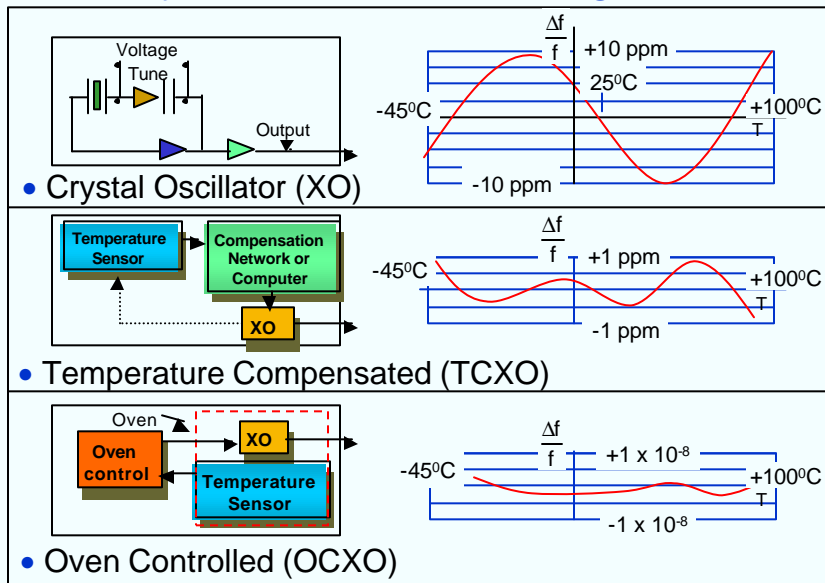 Voltage
Tune
Output
Δf
f
+10 ppm
25⁰C
-45⁰C
+100⁰C
T
-10 ppm
• Crystal Oscillator (XO)
Temperature
Sensor
Compensation
Network or
Computer
XO
Δf
f
+1 ppm
-45⁰C
+100⁰C
T
-1 ppm
• Temperature Compensated (TCXO)
Oven
Oven
control
XO
Temperature
Sensor
Δf
f
+1 x 10⁻⁸
-45⁰C
+100⁰C
T
-1 x 10⁻⁸
• Oven Controlled (OCXO)